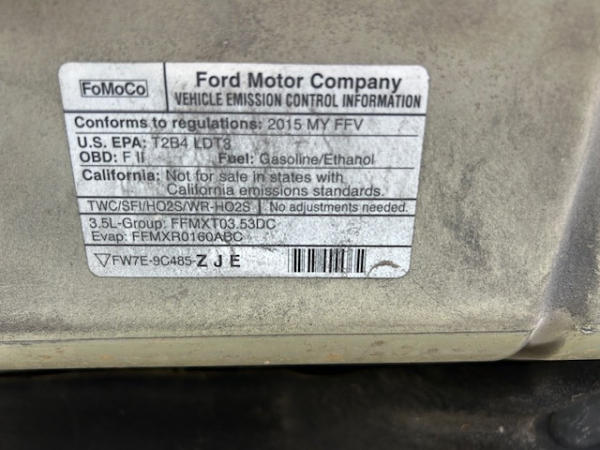 FoMoCo
Ford Motor Company
VEHICLE EMISSION CONTROL INFORMATION
Conforms to regulations: 2015 MY FFV
U.S. EPA: T2B4 LDT3
OBD: F II Fuel: Gasoline/Ethanol
California: Not for sale in states with
California emissions standards.
TWC/SFI/HO2S/WR-HO2S No adjustments needed.
3.5L-Group: FFMXT03.53DC
Evap: FFMXR0160ABC
FW7E-9C485-ZJE